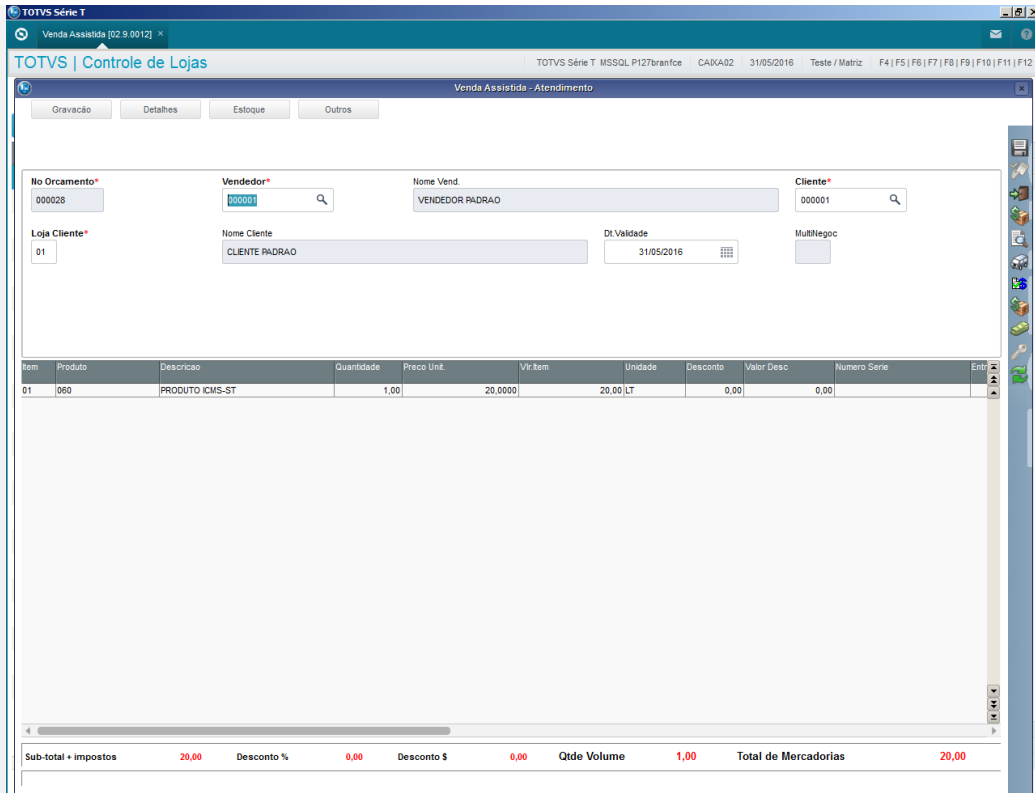 TOTVS Série T
Venda Assistida [02.9.0012] ×
TOTVS | Controle de Lojas
TOTVS Série T MSSQL P127branfce CAIXA02 31/05/2016 Teste / Matriz F4 | F5 | F6 | F7 | F8 | F9 | F10 | F11 | F12
Venda Assistida - Atendimento
Gravacão Detalhes Estoque Outros
No Orcamento* Vendedor* Nome Vend. Cliente*
000028 000001 VENDEDOR PADRAO 000001
Loja Cliente* Nome Cliente Dt.Validade MultiNegoc
01 CLIENTE PADRAO 31/05/2016
Item Produto Descricao Quantidade Preco Unit. Vlr.Item Unidade Desconto Valor Desc Numero Serie Entr
01 060 PRODUTO ICMS-ST 1,00 20,0000 20,00 LT 0,00 0,00
Sub-total + impostos 20,00 Desconto % 0,00 Desconto $ 0,00 Qtde Volume 1,00 Total de Mercadorias 20,00